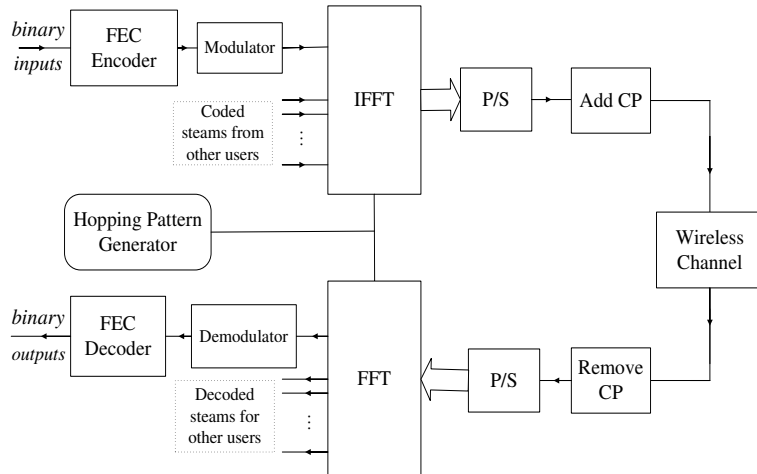 binary
inputs
FEC
Encoder
Modulator
IFFT
P/S
Add CP
Coded
steams from
other users
...
Hopping Pattern
Generator
Wireless
Channel
binary
outputs
FEC
Decoder
Demodulator
FFT
P/S
Remove
CP
Decoded
steams for
other users
...